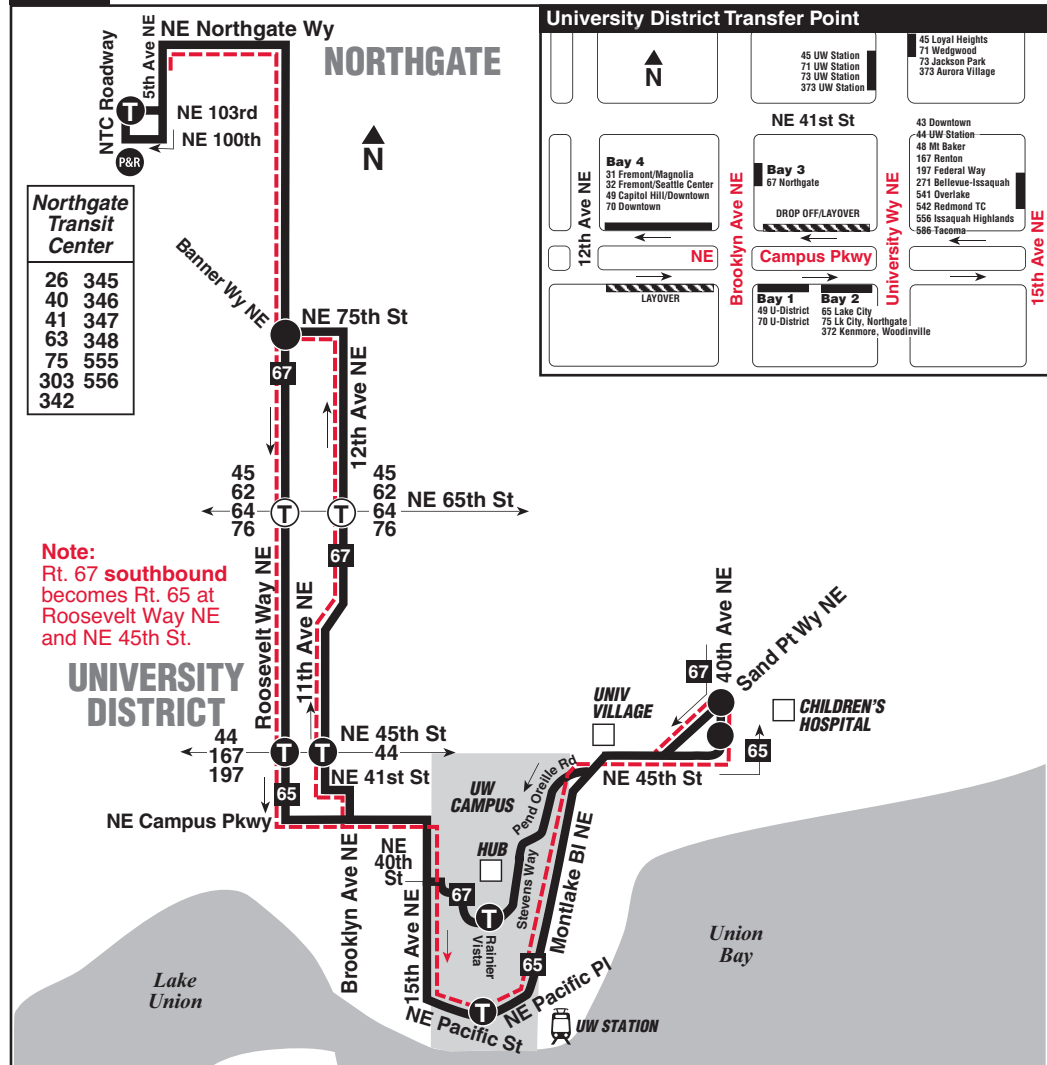 NE Northgate Wy
NORTHGATE
5th Ave NE
NTC Roadway
T
NE 103rd
NE 100th
P&R
N
Northgate
Transit
Center
26 345
40 346
41 347
63 348
75 555
303 556
342
Banner Wy NE
NE 75th St
67
12th Ave NE
45
62
64
76
T
T
45
62
64
76
NE 65th St
67
Note:
Rt. 67 southbound
becomes Rt. 65 at
Roosevelt Way NE
and NE 45th St.
Roosevelt Way NE
11th Ave NE
UNIVERSITY
DISTRICT
44
167
197
T
T
NE 45th St
44
NE 41st St
65
NE Campus Pkwy
Brooklyn Ave NE
NE
40th
St
15th Ave NE
UW
CAMPUS
HUB
67
T
Rainier
Vista
Stevens Way
Pend Oreille Rd
Montlake Bl NE
65
T
NE Pacific St
NE Pacific Pl
UW STATION
UNIV
VILLAGE
NE 45th St
67
40th Ave NE
Sand Pt Wy NE
CHILDREN'S
HOSPITAL
65
Lake
Union
Union
Bay
University District Transfer Point
N
45 UW Station
71 UW Station
73 UW Station
373 UW Station
45 Loyal Heights
71 Wedgwood
73 Jackson Park
373 Aurora Village
NE 41st St
12th Ave NE
Bay 4
31 Fremont/Magnolia
32 Fremont/Seattle Center
49 Capitol Hill/Downtown
70 Downtown
Brooklyn Ave NE
Bay 3
67 Northgate
DROP OFF/LAYOVER
University Wy NE
43 Downtown
44 UW Station
48 Mt Baker
167 Renton
197 Federal Way
271 Bellevue-Issaquah
541 Overlake
542 Redmond TC
556 Issaquah Highlands
586 Tacoma
15th Ave NE
NE Campus Pkwy
LAYOVER
Bay 1
49 U-District
70 U-District
Bay 2
65 Lake City
75 Lk City, Northgate
372 Kenmore, Woodinville